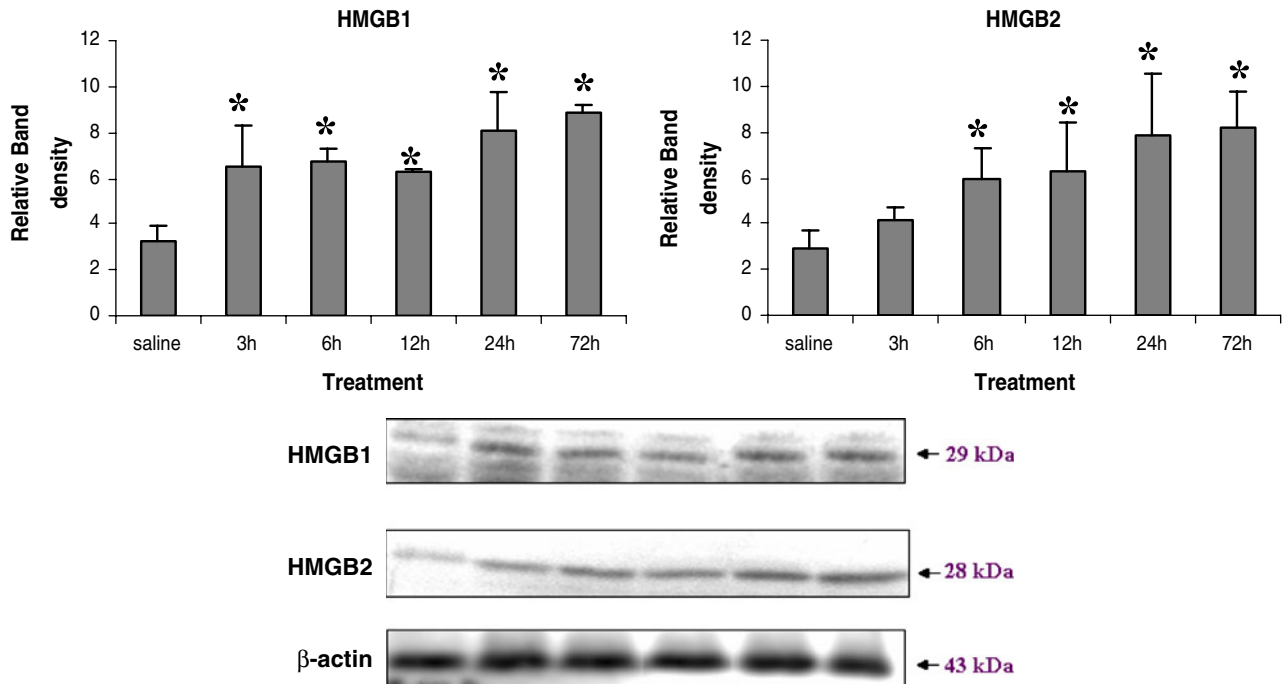 HMGB1
12
10
8
6
4
2
0
Relative Band
density
* * * * *
saline 3h 6h 12h 24h 72h
Treatment
HMGB2
12
10
8
6
4
2
0
Relative Band
density
* * * *
saline 3h 6h 12h 24h 72h
Treatment
HMGB1 29 kDa
HMGB2 28 kDa
β-actin 43 kDa